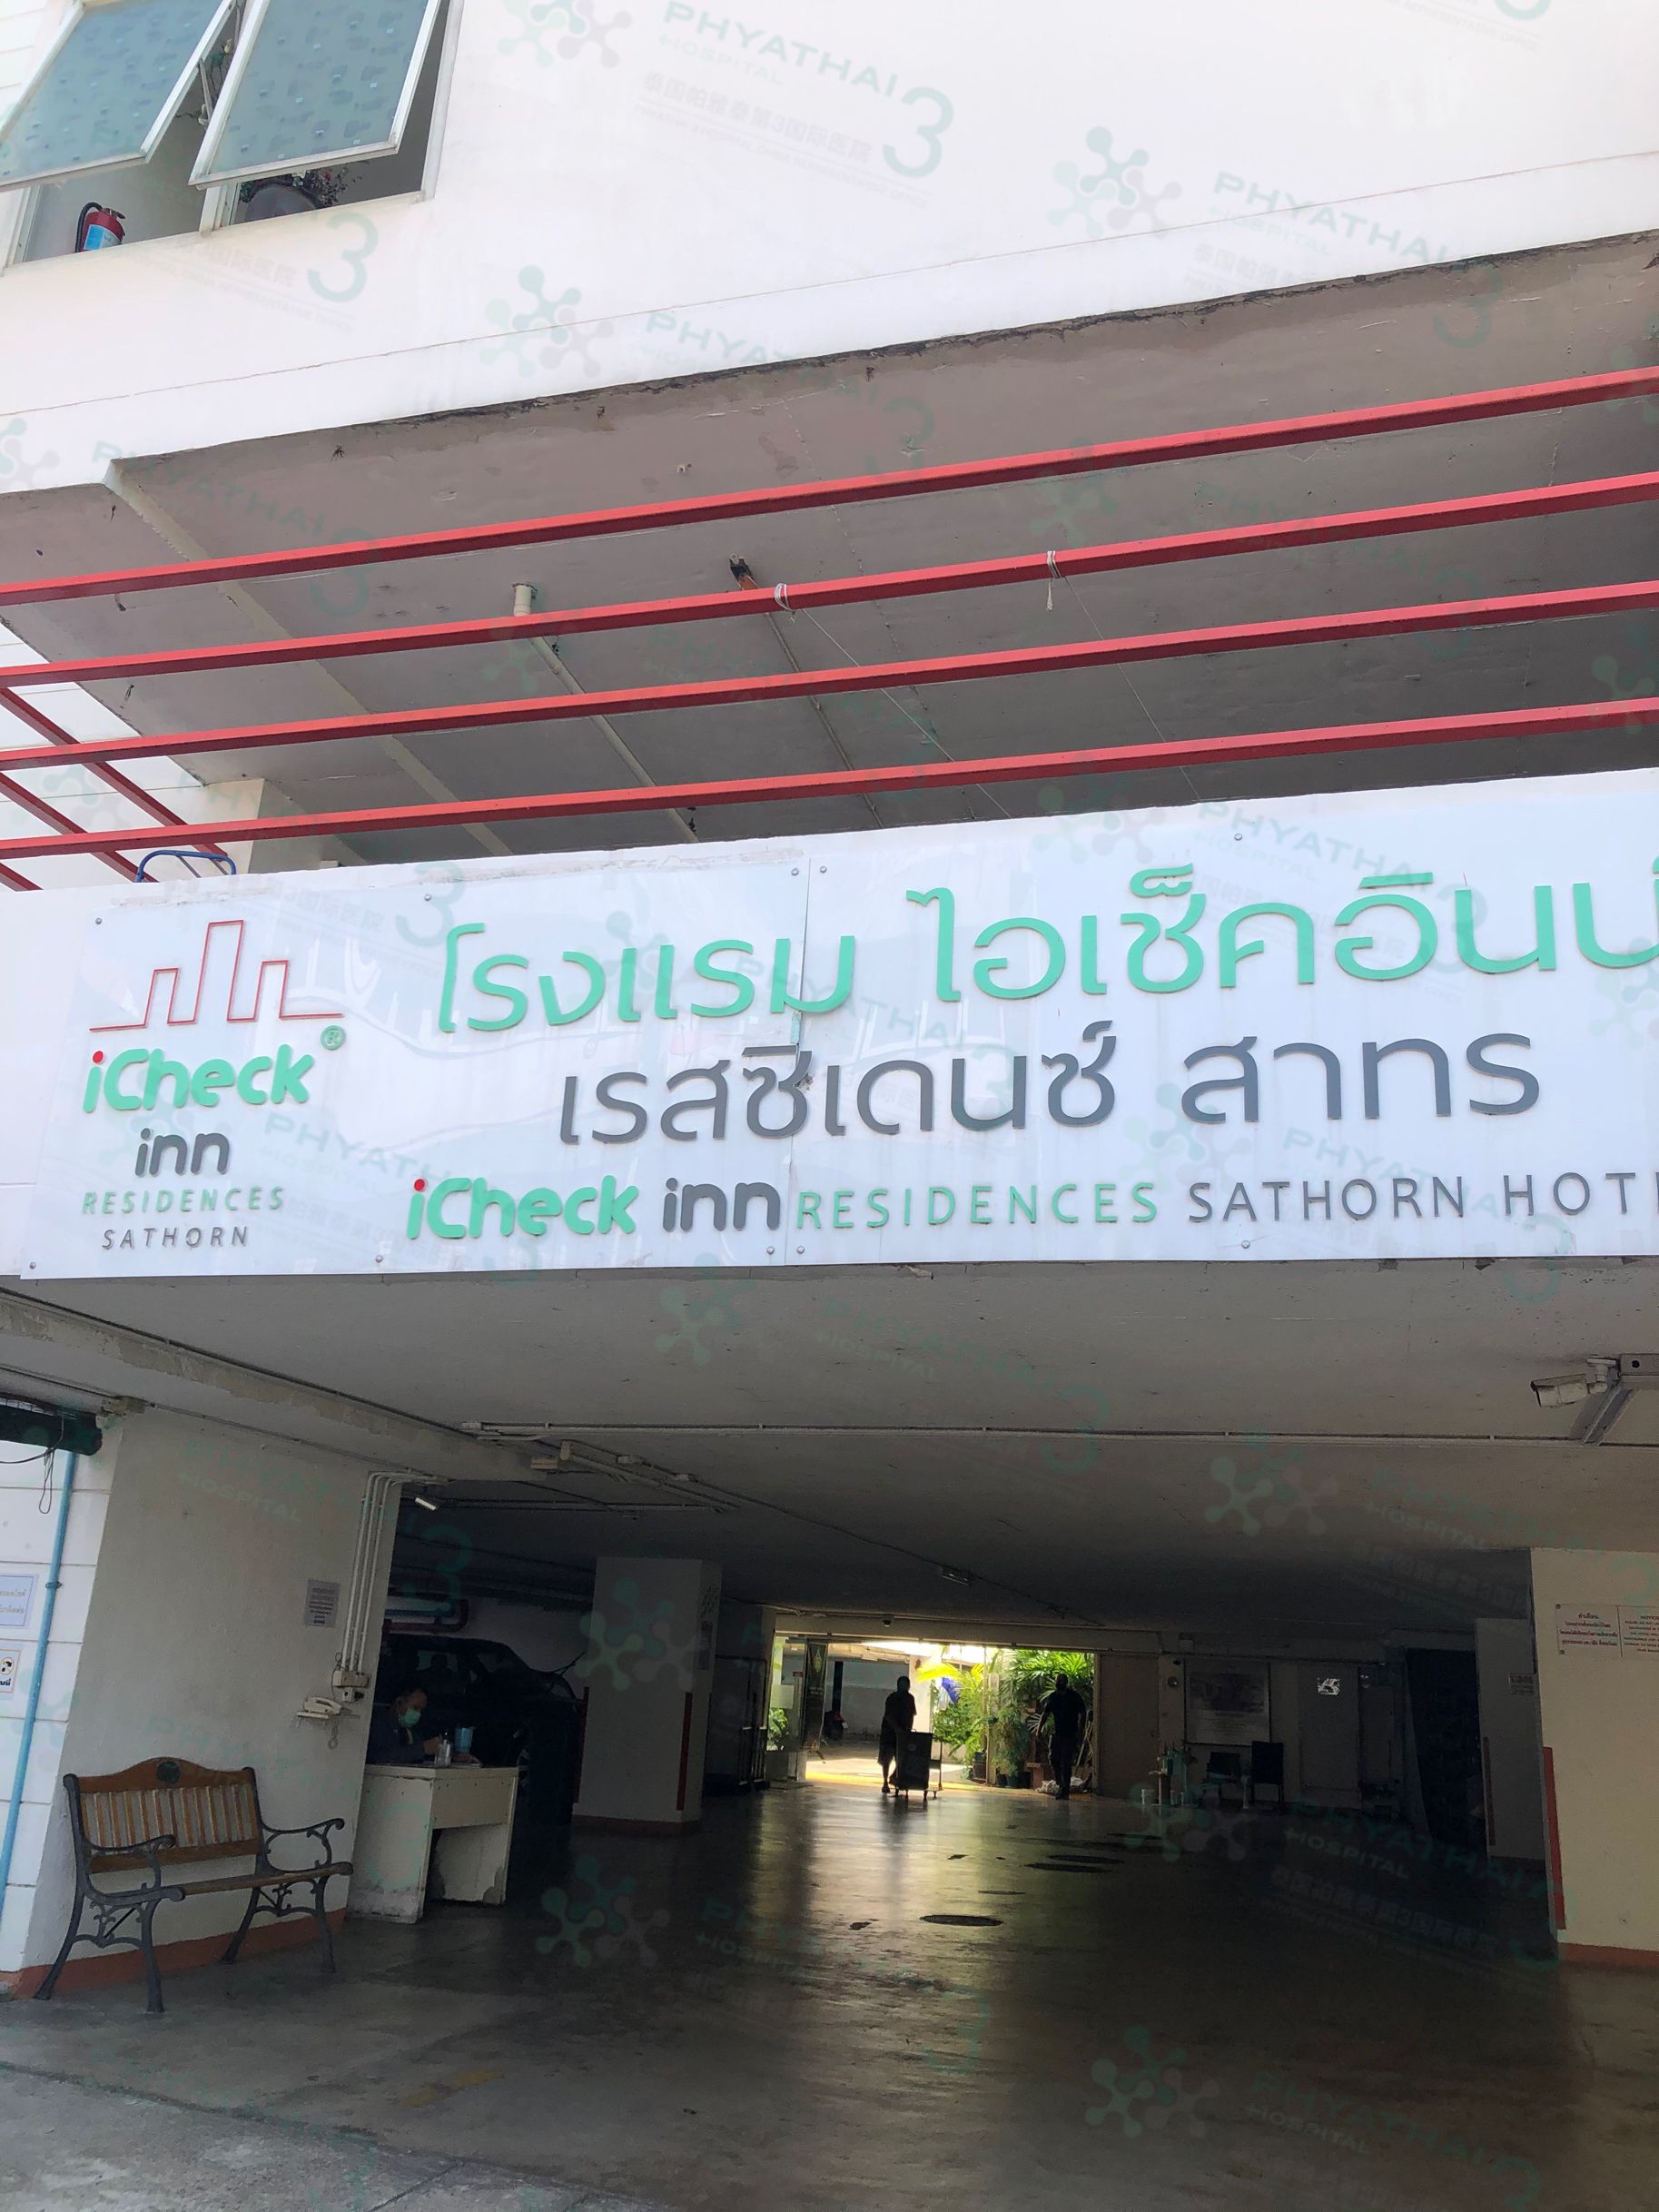 โรงแรม ไอเช็คอินน์
เรสซิเดนซ์ สาทร
iCheck inn RESIDENCES SATHORN
iCheck
inn
RESIDENCES
SATHORN
PHYATHAI 3
HOSPITAL